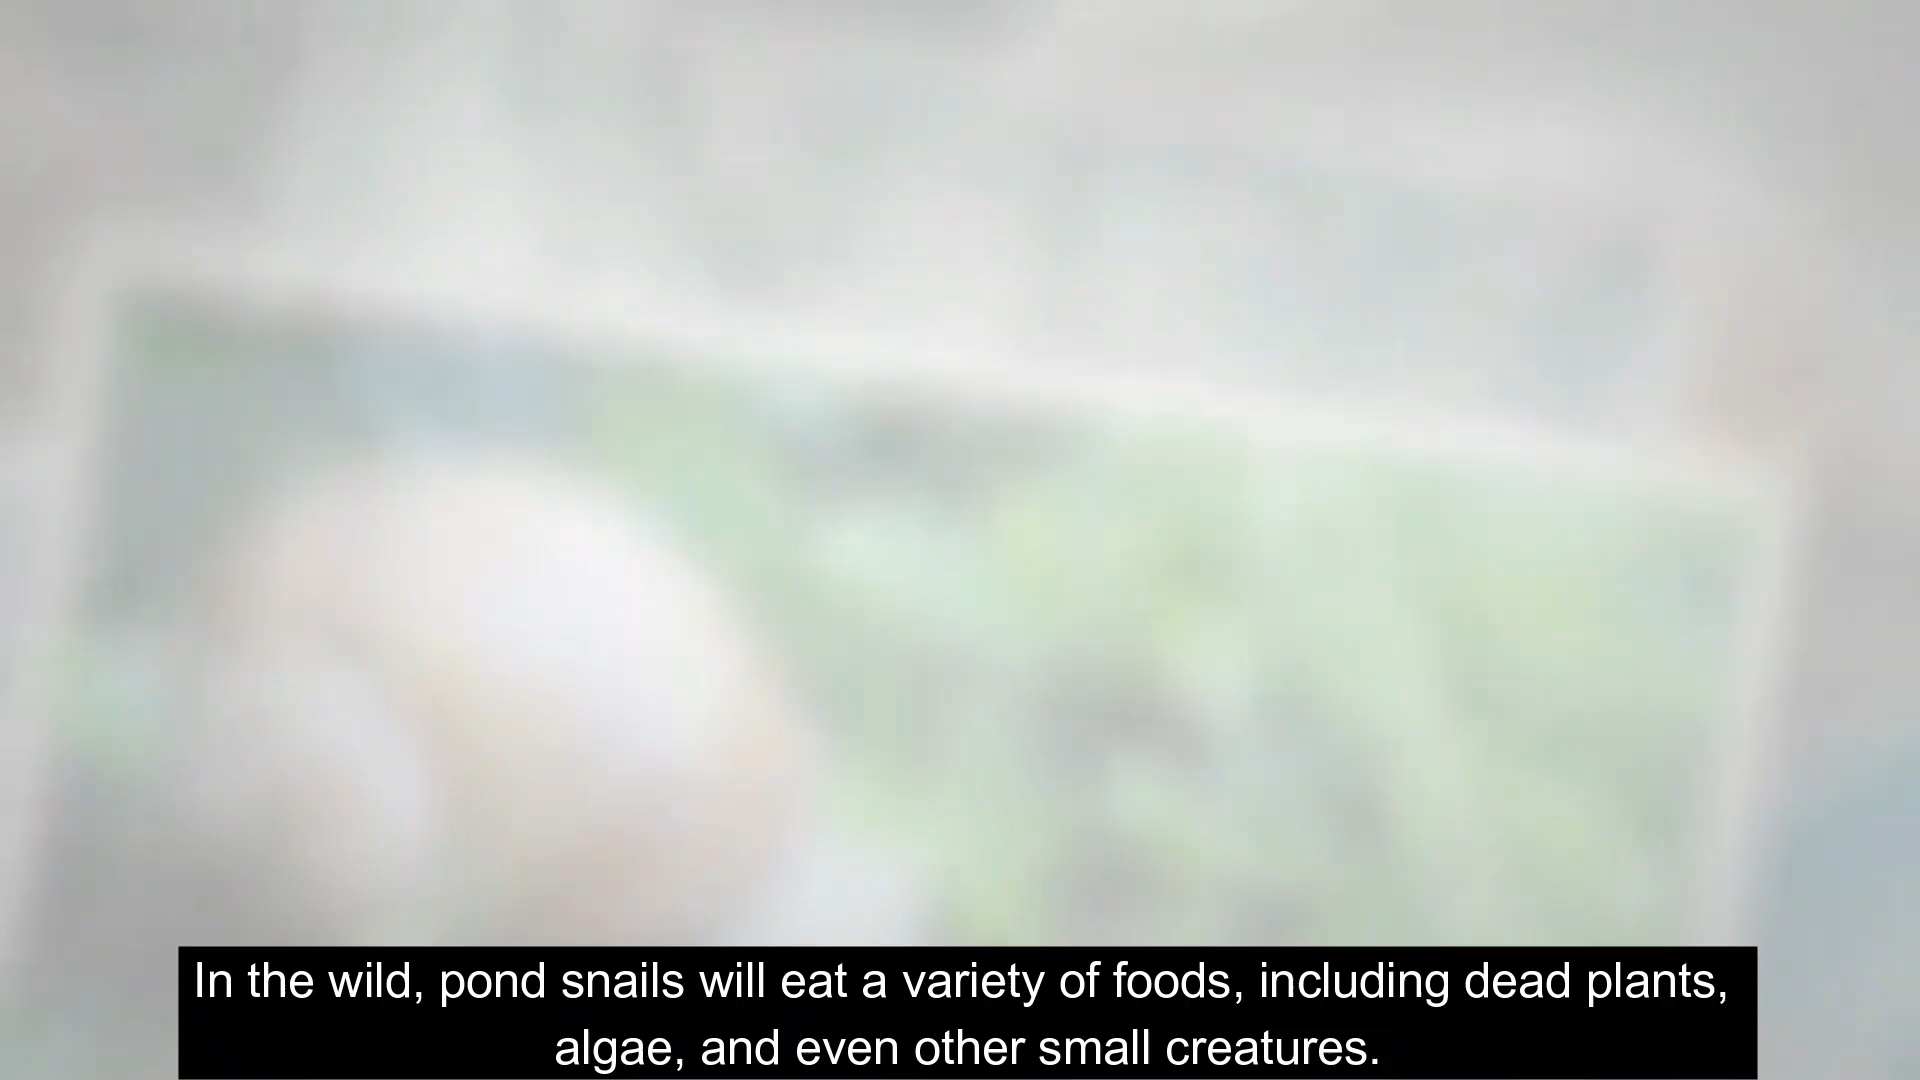 In the wild, pond snails will eat a variety of foods, including dead plants,
algae, and even other small creatures.